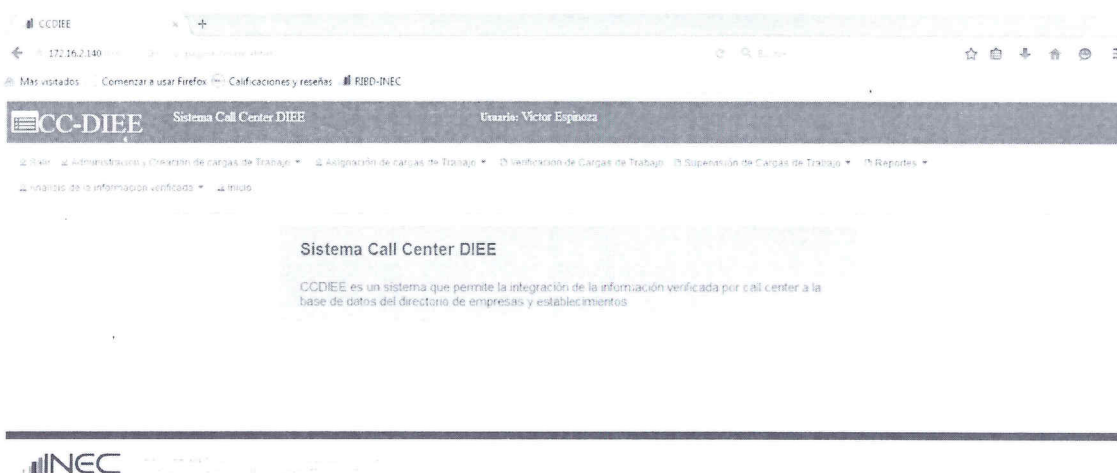 CCDIEE × +
172.16.2.140
Más visitados Comenzar a usar Firefox Calificaciones y reseñas RIBD-INEC
CC-DIEE Sistema Call Center DIEE Usuario: Victor Espinoza
Salir Administración y Creación de cargas de Trabajo Asignación de cargas de Trabajo Verificación de Cargas de Trabajo Supervisión de Cargas de Trabajo Reportes
Análisis de la información verificada Inicio
Sistema Call Center DIEE
CCDIEE es un sistema que permite la integración de la información verificada por call center a la
base de datos del directorio de empresas y establecimientos
INEC